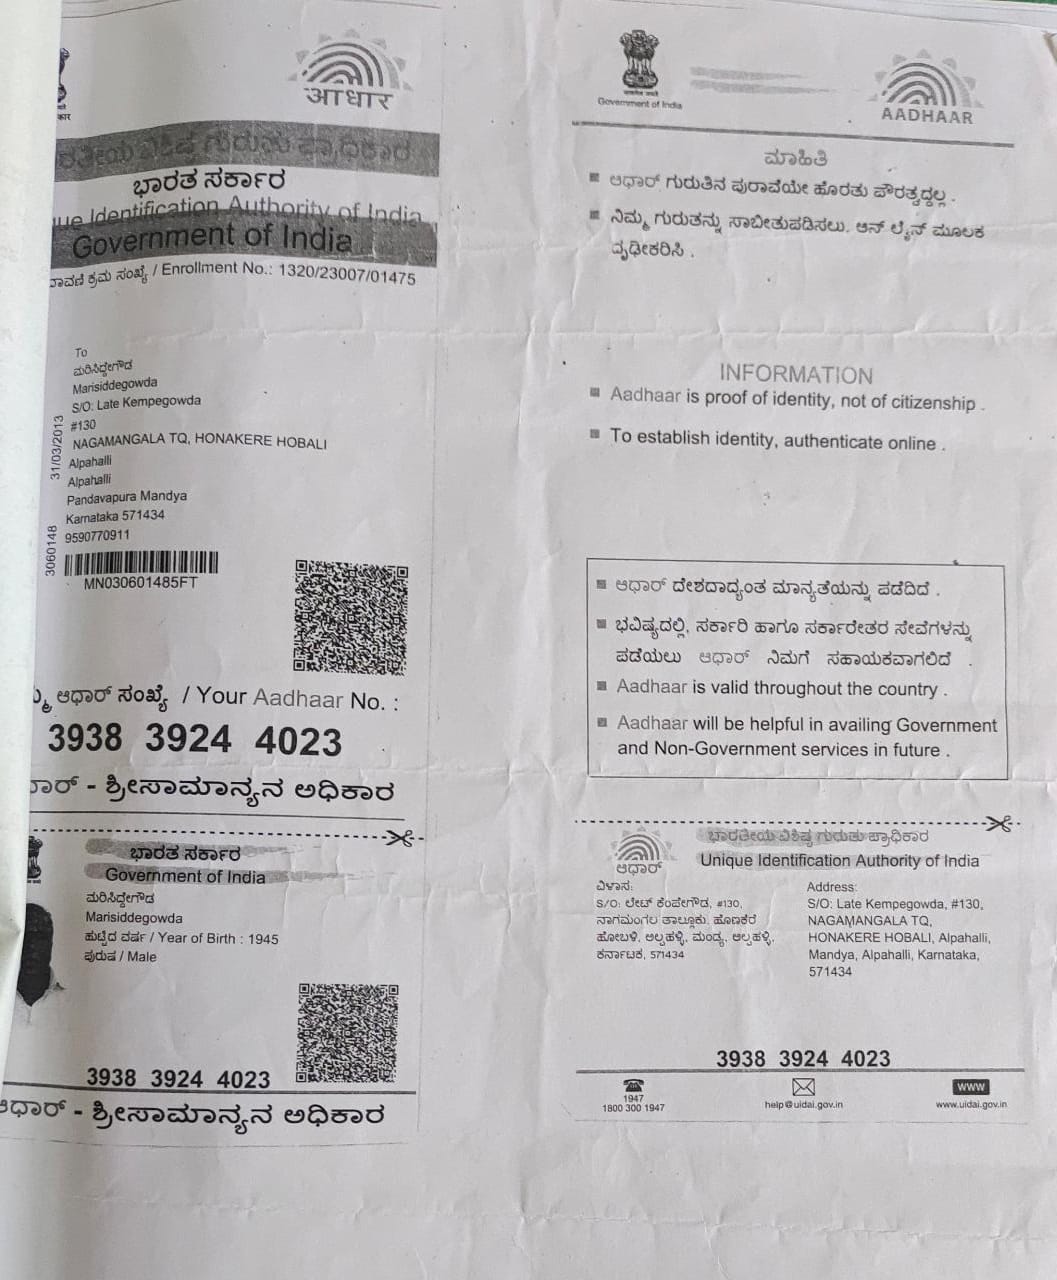 आधार
ಭಾರತ ಸರ್ಕಾರ
Identification Authority of India
Government of India
ಕ್ರಮ ಸಂಖ್ಯೆ / Enrollment No.: 1320/23007/01475
To
ಮರಿಸಿದ್ದೇಗೌಡ
Marisiddegowda
S/O: Late Kempegowda
#130
NAGAMANGALA TQ, HONAKERE HOBALI
Alpahalli
Alpahalli
Pandavapura Mandya
Karnataka 571434
9590770911
31/03/2013
3060148
MN030601485FT
ಆಧಾರ್ ಸಂಖ್ಯೆ / Your Aadhaar No. :
3938 3924 4023
- ಶ್ರೀಸಾಮಾನ್ಯನ ಅಧಿಕಾರ
ಭಾರತ ಸರ್ಕಾರ
Government of India
ಮರಿಸಿದ್ದೇಗೌಡ
Marisiddegowda
ಹುಟ್ಟಿದ ವರ್ಷ / Year of Birth : 1945
ಪುರುಷ / Male
3938 3924 4023
ಆಧಾರ್ - ಶ್ರೀಸಾಮಾನ್ಯನ ಅಧಿಕಾರ
Government of India
AADHAAR
ಮಾಹಿತಿ
ಆಧಾರ್ ಗುರುತಿನ ಪುರಾವೆಯೇ ಹೊರತು ಪೌರತ್ವದ್ದಲ್ಲ .
ನಿಮ್ಮ ಗುರುತನ್ನು ಸಾಬೀತುಪಡಿಸಲು, ಆನ್ ಲೈನ್ ಮೂಲಕ
ದೃಢೀಕರಿಸಿ .
INFORMATION
Aadhaar is proof of identity, not of citizenship .
To establish identity, authenticate online .
ಆಧಾರ್ ದೇಶದಾದ್ಯಂತ ಮಾನ್ಯತೆಯನ್ನು ಪಡೆದಿದೆ .
ಭವಿಷ್ಯದಲ್ಲಿ, ಸರ್ಕಾರಿ ಹಾಗೂ ಸರ್ಕಾರೇತರ ಸೇವೆಗಳನ್ನು
ಪಡೆಯಲು ಆಧಾರ್ ನಿಮಗೆ ಸಹಾಯಕವಾಗಲಿದೆ .
Aadhaar is valid throughout the country .
Aadhaar will be helpful in availing Government
and Non-Government services in future .
ಭಾರತೀಯ ವಿಶಿಷ್ಟ ಗುರುತು ಪ್ರಾಧಿಕಾರ
Unique Identification Authority of India
ಆಧಾರ್
ವಿಳಾಸ:
S/O: ಲೇಟ್ ಕೆಂಪೇಗೌಡ, #130,
ನಾಗಮಂಗಲ ತಾಲ್ಲೂಕು, ಹೊಣಕೆರೆ
ಹೋಬಳಿ, ಆಲ್ಪಹಳ್ಳಿ, ಮಂಡ್ಯ, ಆಲ್ಪಹಳ್ಳಿ,
ಕರ್ನಾಟಕ, 571434
Address:
S/O: Late Kempegowda, #130,
NAGAMANGALA TQ,
HONAKERE HOBALI, Alpahalli,
Mandya, Alpahalli, Karnataka,
571434
3938 3924 4023
1947
1800 300 1947
help@uidai.gov.in
www
www.uidai.gov.in